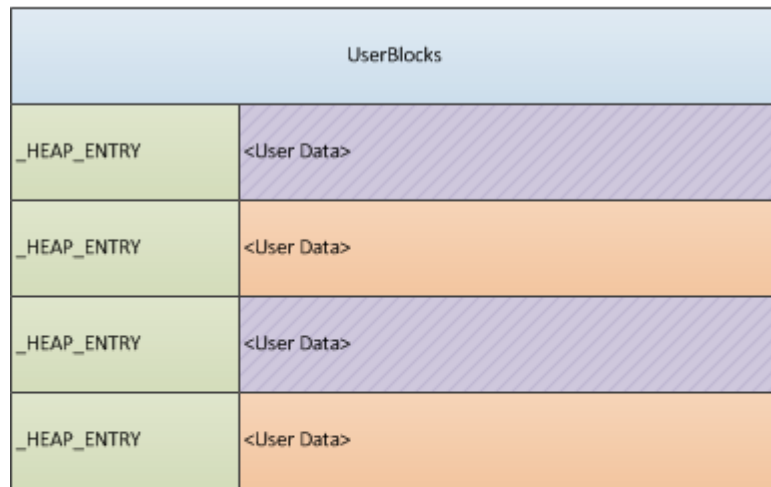 UserBlocks
_HEAP_ENTRY <User Data>
_HEAP_ENTRY <User Data>
_HEAP_ENTRY <User Data>
_HEAP_ENTRY <User Data>